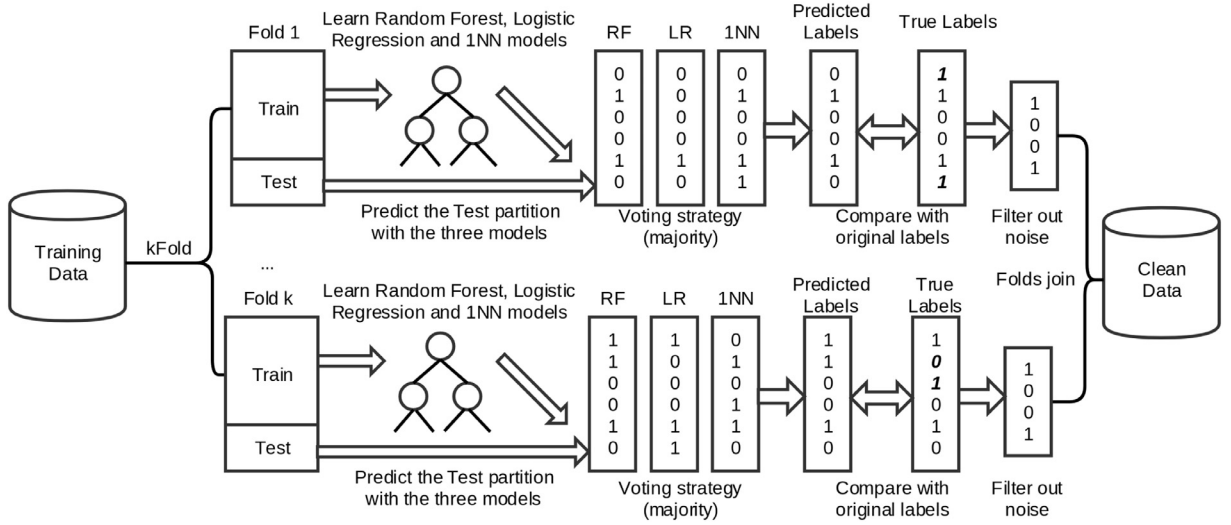 Training
Data
kFold
Fold 1
Train
Test
Learn Random Forest, Logistic
Regression and 1NN models
Predict the Test partition
with the three models
RF
0
1
0
0
1
0
LR
0
0
0
0
1
0
1NN
0
1
0
0
1
1
Voting strategy
(majority)
Predicted
Labels
0
1
0
0
1
0
True Labels
1
1
0
0
1
1
Compare with
original labels
1
0
0
1
Filter out
noise
...
Fold k
Train
Test
Learn Random Forest, Logistic
Regression and 1NN models
Predict the Test partition
with the three models
RF
1
1
0
0
1
0
LR
1
0
0
0
1
1
1NN
0
1
0
1
1
0
Voting strategy
(majority)
Predicted
Labels
1
1
0
0
1
0
True
Labels
1
0
1
0
1
0
Compare with
original labels
1
0
0
1
Filter out
noise
Folds join
Clean
Data